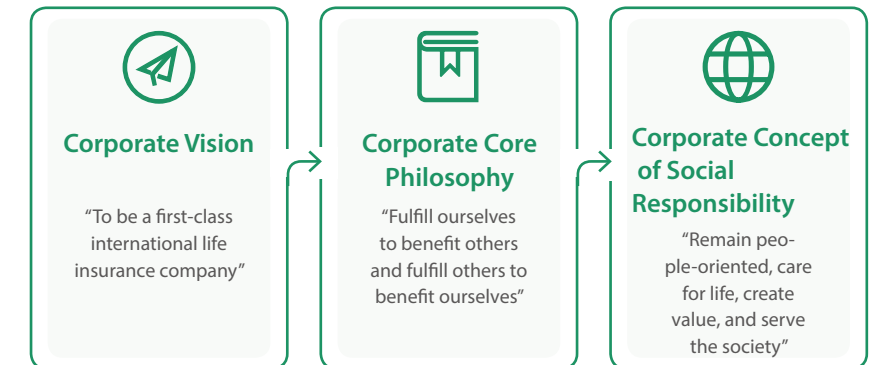 Corporate Vision
“To be a first-class
international life
insurance company”
Corporate Core
Philosophy
“Fulfill ourselves
to benefit others
and fulfill others to
benefit ourselves”
Corporate Concept
of Social
Responsibility
“Remain peo-
ple-oriented, care
for life, create
value, and serve
the society”